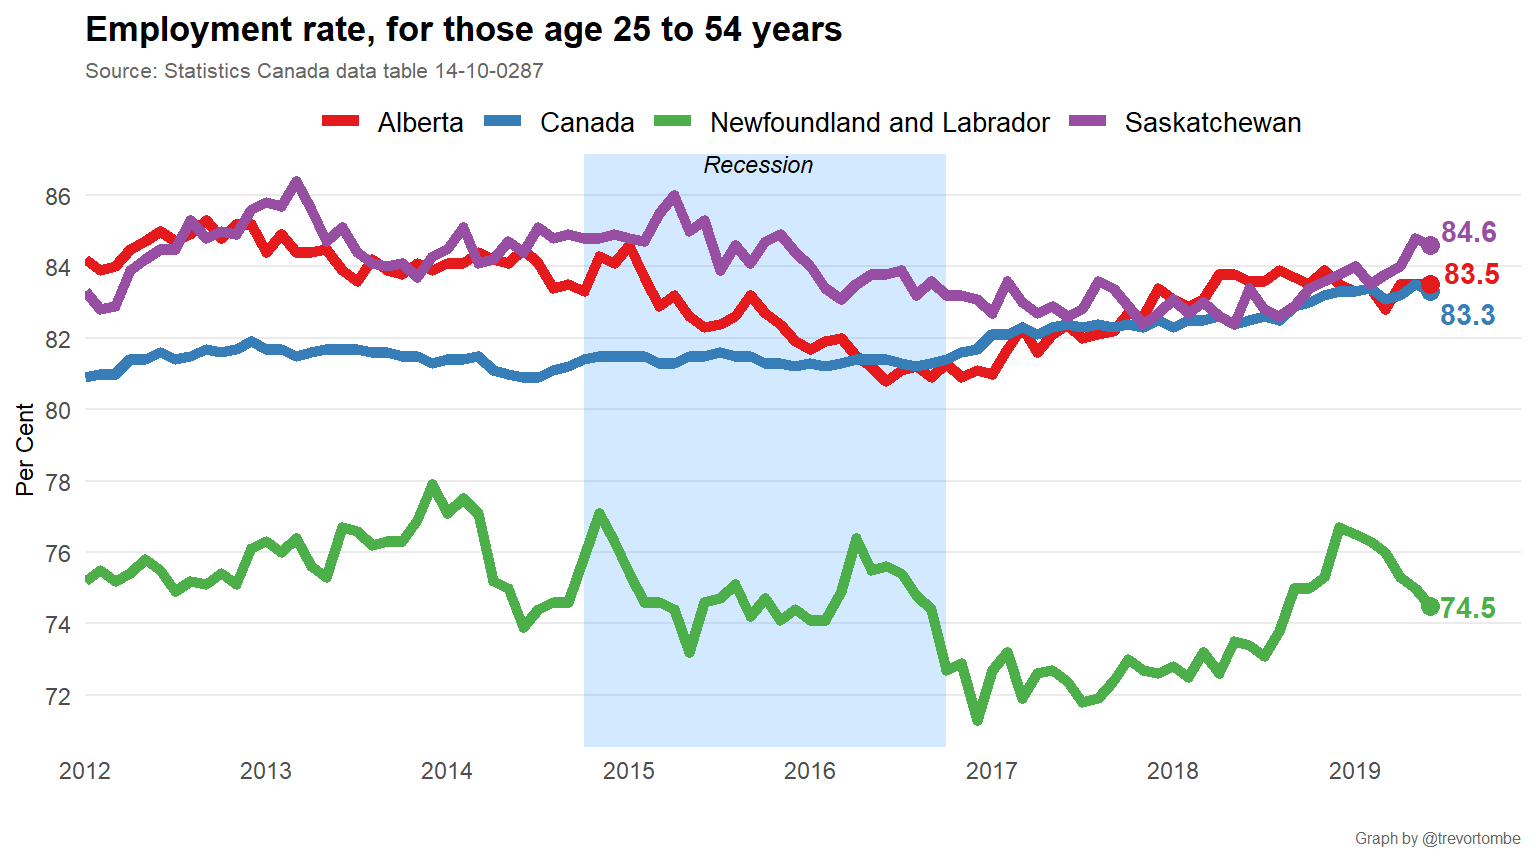 Employment rate, for those age 25 to 54 years
Source: Statistics Canada data table 14-10-0287
Alberta Canada Newfoundland and Labrador Saskatchewan
Recession
86
84
82
80
78
76
74
72
Per Cent
84.6
83.5
83.3
74.5
2012 2013 2014 2015 2016 2017 2018 2019
Graph by @trevortombe